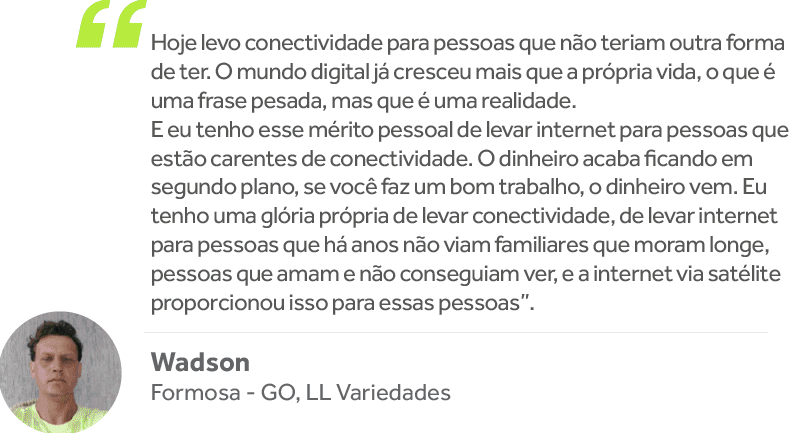 Hoje levo conectividade para pessoas que não teriam outra forma
de ter. O mundo digital já cresceu mais que a própria vida, o que é
uma frase pesada, mas que é uma realidade.
E eu tenho esse mérito pessoal de levar internet para pessoas que
estão carentes de conectividade. O dinheiro acaba ficando em
segundo plano, se você faz um bom trabalho, o dinheiro vem. Eu
tenho uma glória própria de levar conectividade, de levar internet
para pessoas que há anos não viam familiares que moram longe,
pessoas que amam e não conseguiam ver, e a internet via satélite
proporcionou isso para essas pessoas”.
Wadson
Formosa - GO, LL Variedades